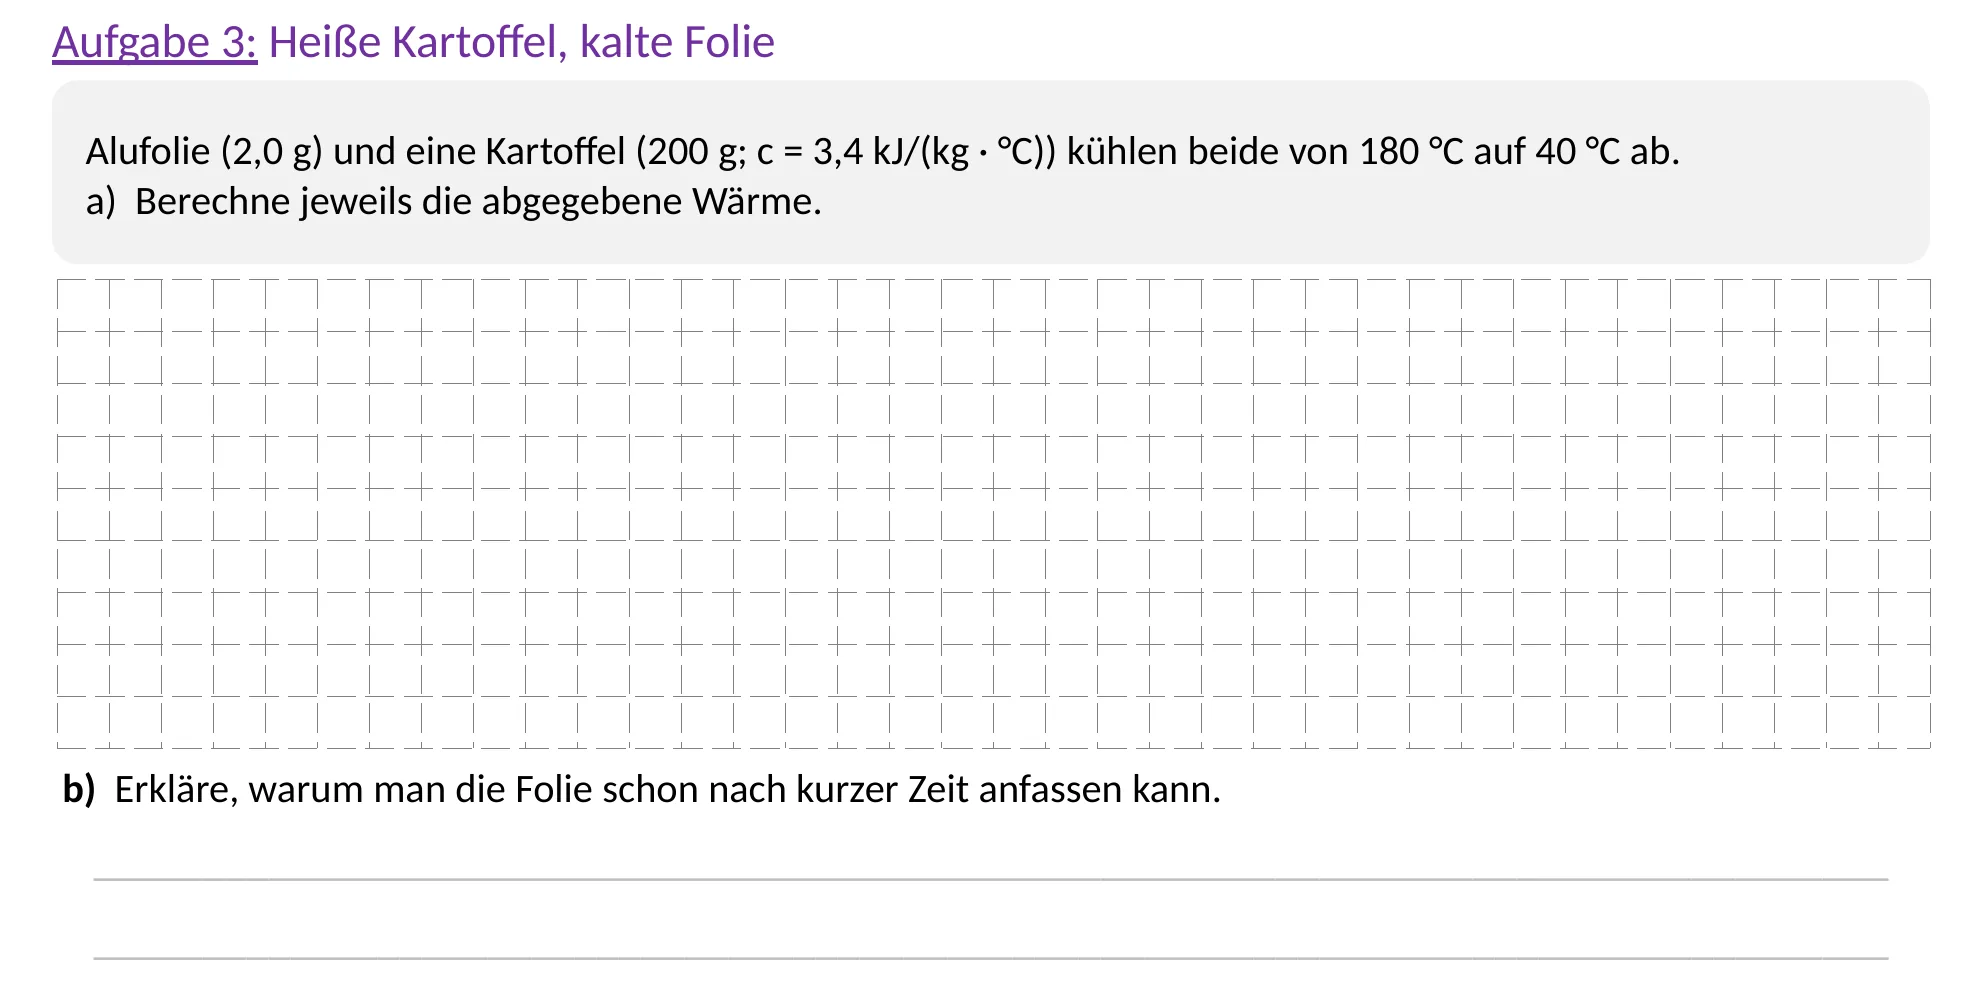 Aufgabe 3: Heiße Kartoffel, kalte Folie
Alufolie (2,0 g) und eine Kartoffel (200 g; c = 3,4 kJ/(kg · °C)) kühlen beide von 180 °C auf 40 °C ab.
a) Berechne jeweils die abgegebene Wärme.
b) Erkläre, warum man die Folie schon nach kurzer Zeit anfassen kann.